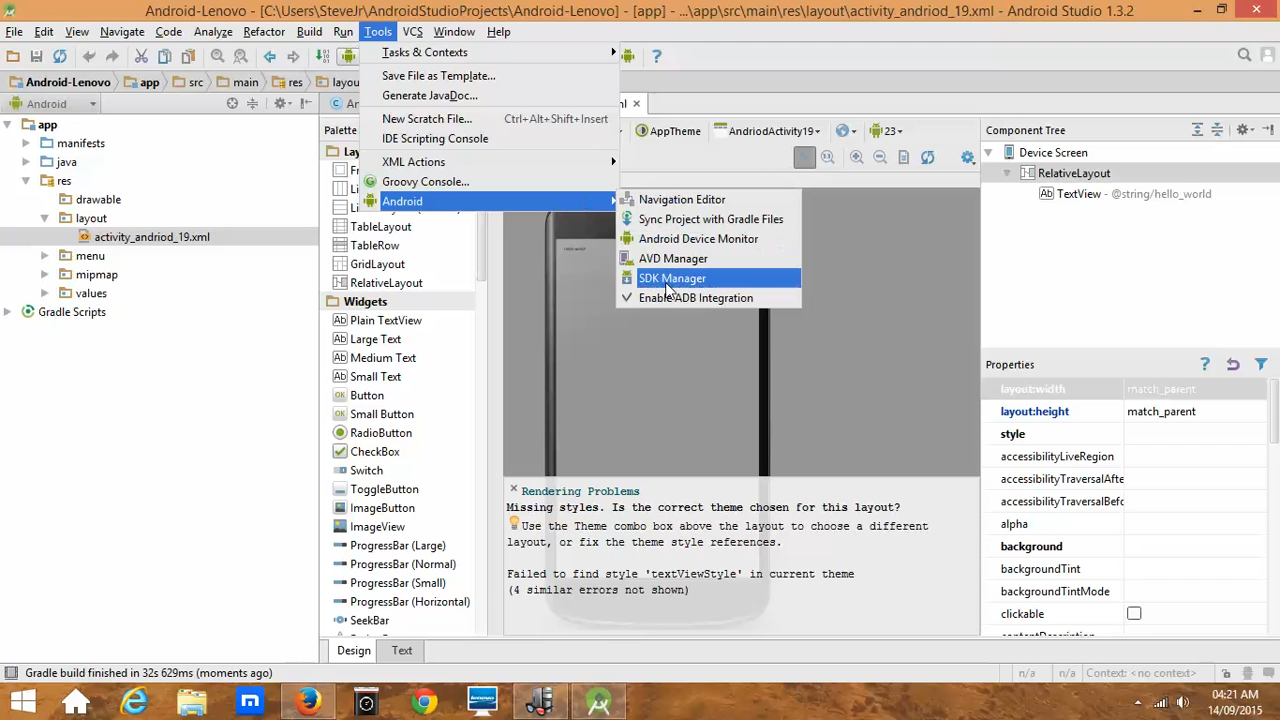 Android-Lenovo - [C:\Users\SteveJr\AndroidStudioProjects\Android-Lenovo] - [app] - ...\app\src\main\res\layout\activity_andriod_19.xml - Android Studio 1.3.2
File Edit View Navigate Code Analyze Refactor Build Run Tools VCS Window Help
Android-Lenovo app src main res
Android
app
manifests
java
res
drawable
layout
activity_andriod_19.xml
menu
mipmap
values
Gradle Scripts
Tasks & Contexts
Save File as Template...
Generate JavaDoc...
New Scratch File... Ctrl+Alt+Shift+Insert
IDE Scripting Console
XML Actions
Groovy Console...
Android
Navigation Editor
Sync Project with Gradle Files
Android Device Monitor
AVD Manager
SDK Manager
Enable ADB Integration
Palette
TableLayout
TableRow
GridLayout
RelativeLayout
Widgets
Plain TextView
Large Text
Medium Text
Small Text
Button
Small Button
RadioButton
CheckBox
Switch
ToggleButton
ImageButton
ImageView
ProgressBar (Large)
ProgressBar (Normal)
ProgressBar (Small)
ProgressBar (Horizontal)
SeekBar
AppTheme AndriodActivity19 23
Rendering Problems
Missing styles. Is the correct theme chosen for this layout?
Use the Theme combo box above the layout to choose a different
layout, or fix the theme style references.
Failed to find style 'textViewStyle' in current theme
(4 similar errors not shown)
Design Text
Component Tree
Device Screen
RelativeLayout
TextView - @string/hello_world
Properties
layout:width match_parent
layout:height match_parent
style
accessibilityLiveRegion
accessibilityTraversalAfte
accessibilityTraversalBefo
alpha
background
backgroundTint
backgroundTintMode
clickable
Gradle build finished in 32s 629ms (moments ago)
n/a n/a Context: <no context>
04:21 AM
14/09/2015